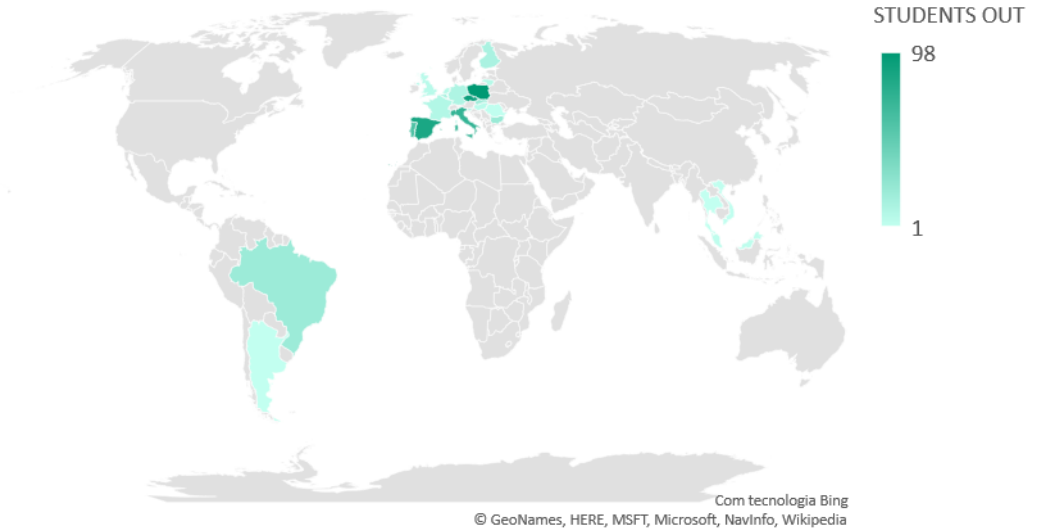 STUDENTS OUT
98
1
Com tecnologia Bing
© GeoNames, HERE, MSFT, Microsoft, NavInfo, Wikipedia